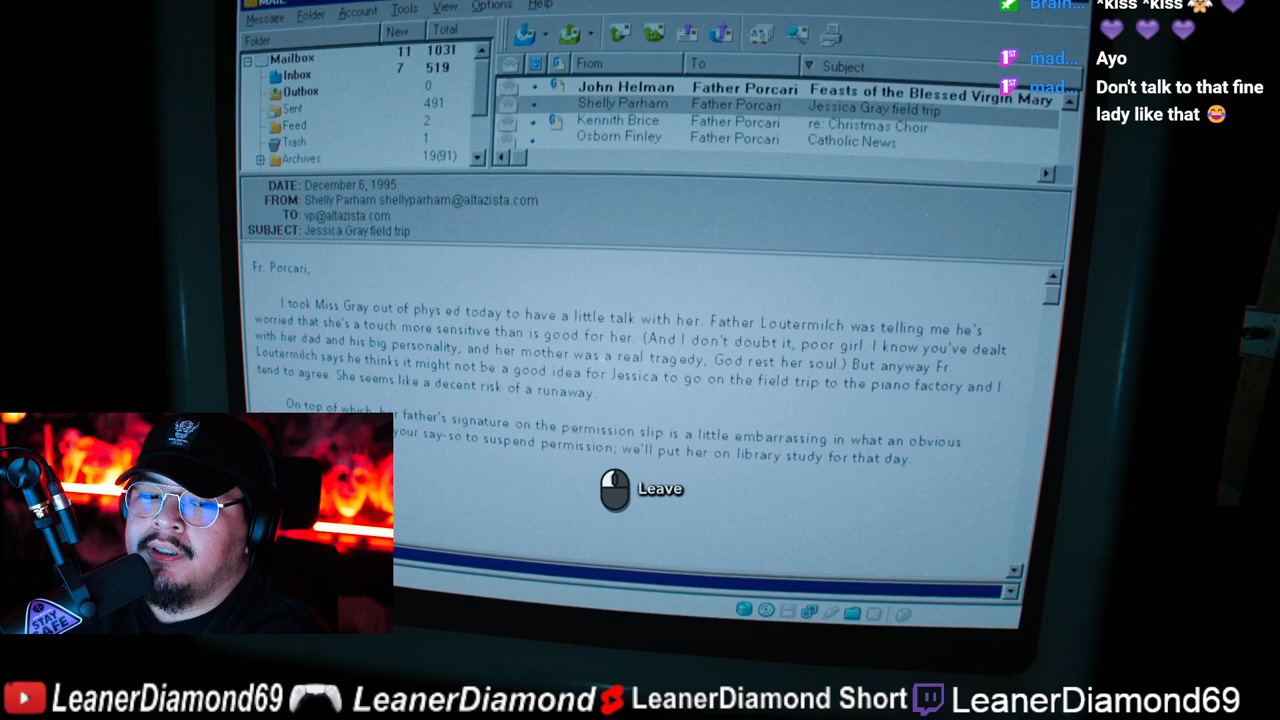 MAIL
Message Folder Account Tools View Options Help
Folder New Total
Mailbox 11 1031
Inbox 7 519
Outbox 0
Sent 491
Feed 2
Trash 1
Archives 19(91)
From To Subject
John Helman Father Porcari Feasts of the Blessed Virgin Mary
Shelly Parham Father Porcari Jessica Gray field trip
Kennith Brice Father Porcari re: Christmas Choir
Osborn Finley Father Porcari Catholic News
DATE: December 6, 1995
FROM: Shelly Parham shellyparham@altazista.com
TO: vp@altazista.com
SUBJECT: Jessica Gray field trip
Fr. Porcari,
I took Miss Gray out of phys ed today to have a little talk with her. Father Loutermilch was telling me he's
worried that she's a touch more sensitive than is good for her. (And I don't doubt it, poor girl. I know you've dealt
with her dad and his big personality, and her mother was a real tragedy, God rest her soul.) But anyway Fr.
Loutermilch says he thinks it might not be a good idea for Jessica to go on the field trip to the piano factory and I
tend to agree. She seems like a decent risk of a runaway.
On top of which, her father's signature on the permission slip is a little embarrassing in what an obvious
your say-so to suspend permission; we'll put her on library study for that day.
Leave
Brain... *kiss *kiss
1ST mad... Ayo
1ST mad... Don't talk to that fine
lady like that
STAY
SAFE
LeanerDiamond69 LeanerDiamond LeanerDiamond Short LeanerDiamond69